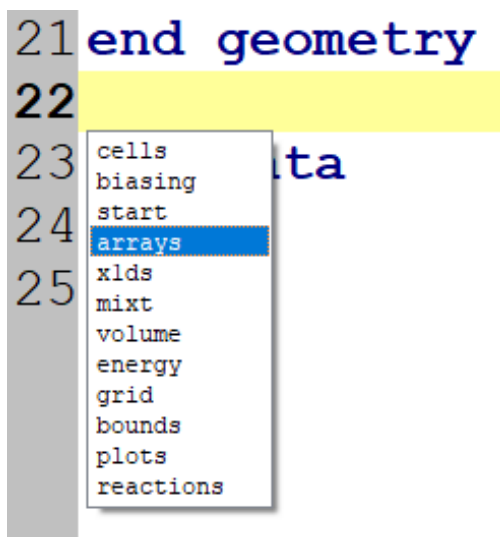 21 end geometry
22
cells
23 ta
biasing
start
24
arrays
xlds
25
mixt
volume
energy
grid
bounds
plots
reactions